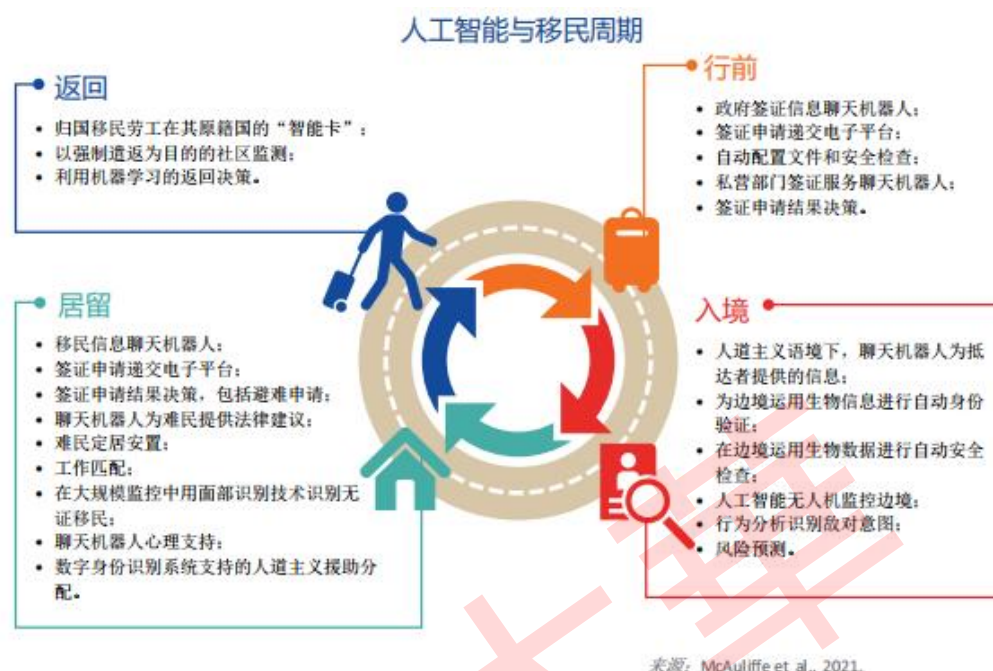 人工智能与移民周期
返回
• 归国移民劳工在其原籍国的“智能卡”;
• 以强制遣返为目的的社区监测;
• 利用机器学习的返回决策。
行前
• 政府签证信息聊天机器人;
• 签证申请递交电子平台;
• 自动配置文件和安全检查;
• 私营部门签证服务聊天机器人;
• 签证申请结果决策。
居留
• 移民信息聊天机器人;
• 签证申请递交电子平台;
• 签证申请结果决策，包括避难申请;
• 聊天机器人为难民提供法律建议;
• 难民定居安置;
• 工作匹配;
• 在大规模监控中用面部识别技术识别无
证移民;
• 聊天机器人心理支持;
• 数字身份识别系统支持的人道主义援助分
配。
入境
• 人道主义语境下，聊天机器人为抵
达者提供的信息;
• 为边境运用生物信息进行自动身份
验证;
• 在边境运用生物数据进行自动安全
检查;
• 人工智能无人机监控边境;
• 行为分析识别敌对意图;
• 风险预测。
来源：McAuliffe et al., 2021.